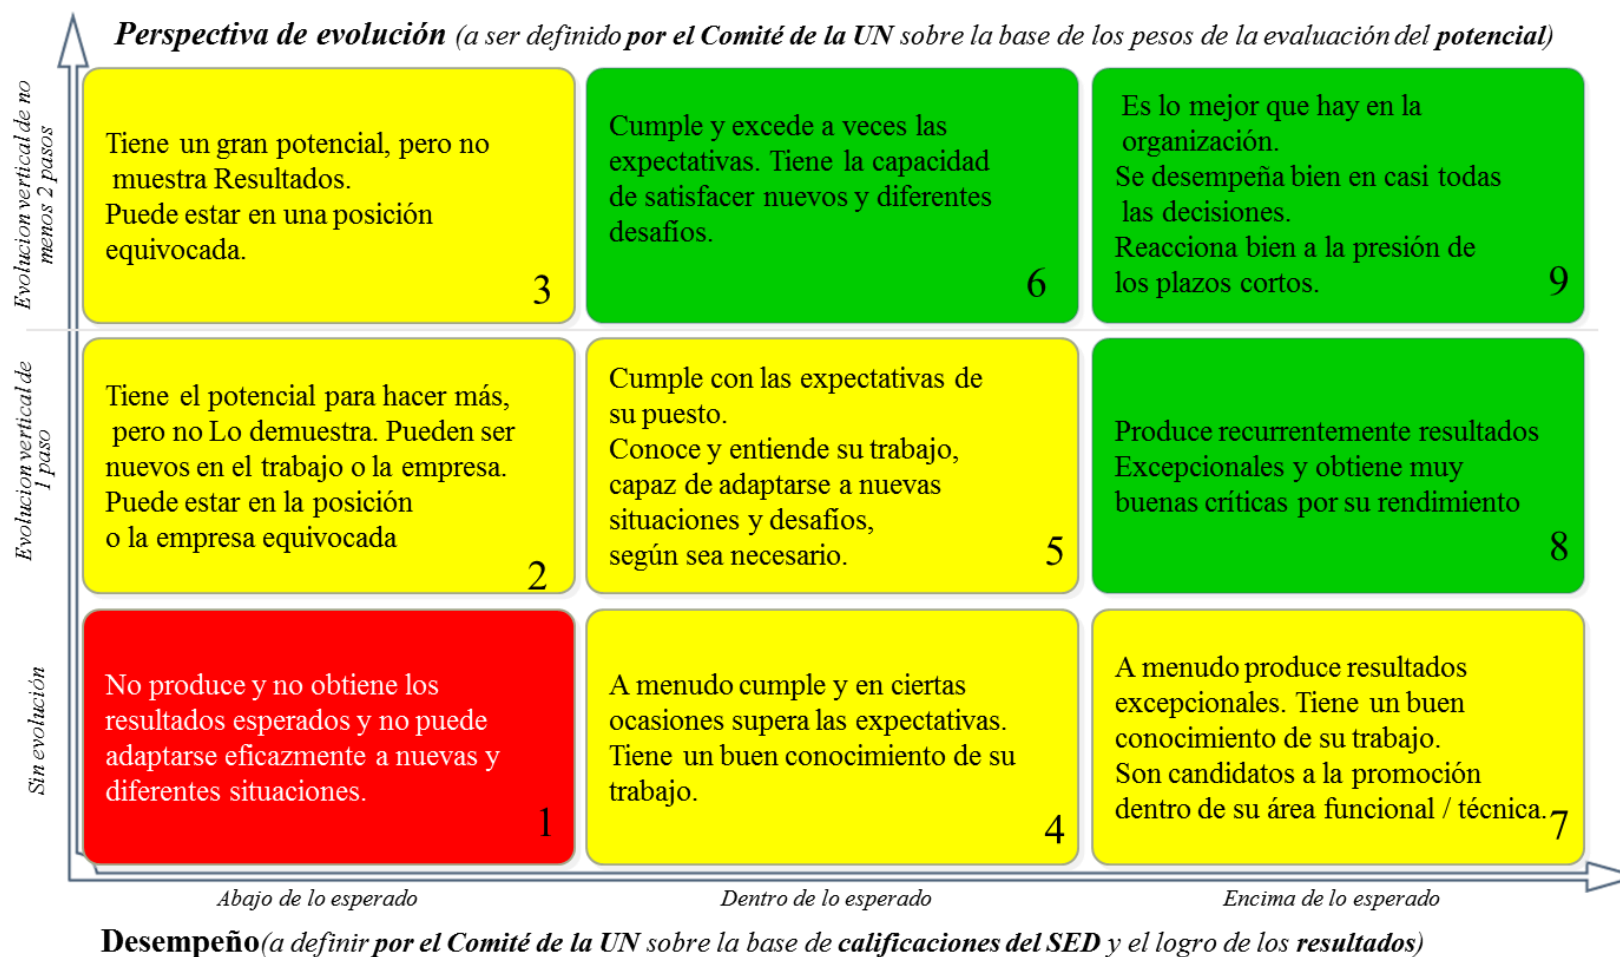 Perspectiva de evolución (a ser definido por el Comité de la UN sobre la base de los pesos de la evaluación del potencial)
Evolucion vertical de no
menos 2 pasos
Tiene un gran potencial, pero no
muestra Resultados.
Puede estar en una posición
equivocada.
3
Cumple y excede a veces las
expectativas. Tiene la capacidad
de satisfacer nuevos y diferentes
desafíos.
6
Es lo mejor que hay en la
organización.
Se desempeña bien en casi todas
las decisiones.
Reacciona bien a la presión de
los plazos cortos.
9
Evolucion vertical de
1 paso
Tiene el potencial para hacer más,
pero no Lo demuestra. Pueden ser
nuevos en el trabajo o la empresa.
Puede estar en la posición
o la empresa equivocada
2
Cumple con las expectativas de
su puesto.
Conoce y entiende su trabajo,
capaz de adaptarse a nuevas
situaciones y desafíos,
según sea necesario.
5
Produce recurrentemente resultados
Excepcionales y obtiene muy
buenas críticas por su rendimiento
8
Sin evolución
No produce y no obtiene los
resultados esperados y no puede
adaptarse eficazmente a nuevas y
diferentes situaciones.
1
A menudo cumple y en ciertas
ocasiones supera las expectativas.
Tiene un buen conocimiento de su
trabajo.
4
A menudo produce resultados
excepcionales. Tiene un buen
conocimiento de su trabajo.
Son candidatos a la promoción
dentro de su área funcional / técnica.
7
Abajo de lo esperado
Dentro de lo esperado
Encima de lo esperado
Desempeño(a definir por el Comité de la UN sobre la base de calificaciones del SED y el logro de los resultados)